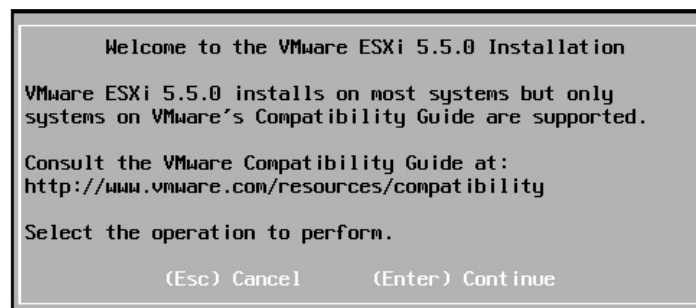 Welcome to the VMware ESXi 5.5.0 Installation
VMware ESXi 5.5.0 installs on most systems but only
systems on VMware's Compatibility Guide are supported.
Consult the VMware Compatibility Guide at:
http://www.vmware.com/resources/compatibility
Select the operation to perform.
(Esc) Cancel (Enter) Continue